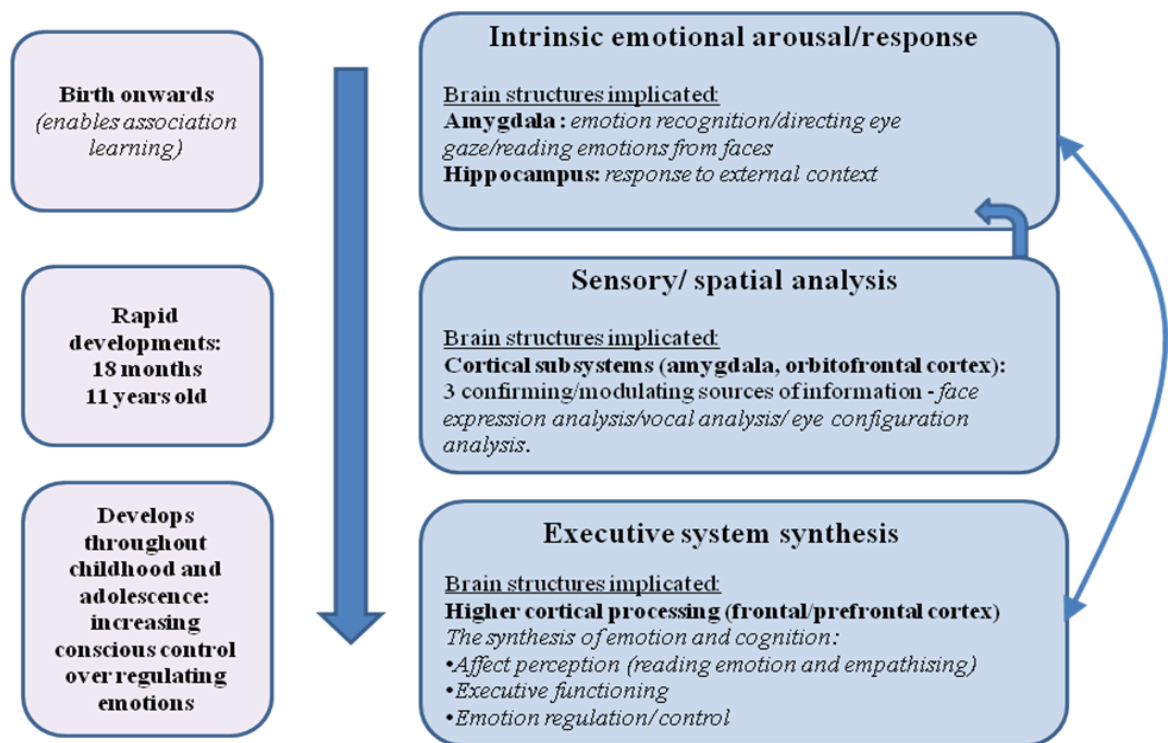 Birth onwards
(enables association
learning)
Intrinsic emotional arousal/response
Brain structures implicated:
Amygdala : emotion recognition/directing eye
gaze/reading emotions from faces
Hippocampus: response to external context
Rapid
developments:
18 months
11 years old
Sensory/ spatial analysis
Brain structures implicated:
Cortical subsystems (amygdala, orbitofrontal cortex):
3 confirming/modulating sources of information - face
expression analysis/vocal analysis/ eye configuration
analysis.
Develops
throughout
childhood and
adolescence:
increasing
conscious control
over regulating
emotions
Executive system synthesis
Brain structures implicated:
Higher cortical processing (frontal/prefrontal cortex)
The synthesis of emotion and cognition:
•Affect perception (reading emotion and empathising)
•Executive functioning
•Emotion regulation/ control